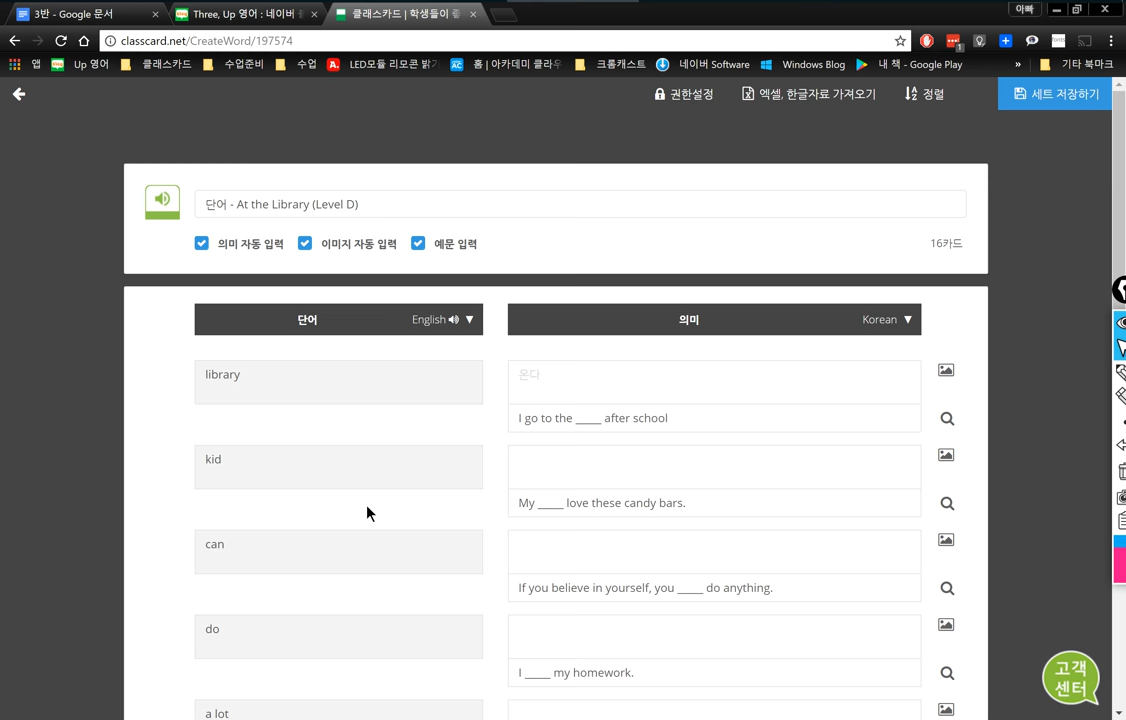 3반 - Google 문서
Three, Up 영어 : 네이버
클래스카드 | 학생들이
아빠
classcard.net/CreateWord/197574
앱
Up 영어
클래스카드
수업준비
수업
LED모듈 리모콘 밝기
홈 | 아카데미 클라우
크롬캐스트
네이버 Software
Windows Blog
내 책 - Google Play
»
기타 북마크
권한설정
엑셀, 한글자료 가져오기
정렬
세트 저장하기
단어 - At the Library (Level D)
의미 자동 입력
이미지 자동 입력
예문 입력
16카드
단어
English
의미
Korean
library
온다
I go to the _____ after school
kid
My _____ love these candy bars.
can
If you believe in yourself, you _____ do anything.
do
I _____ my homework.
a lot
고객
센터